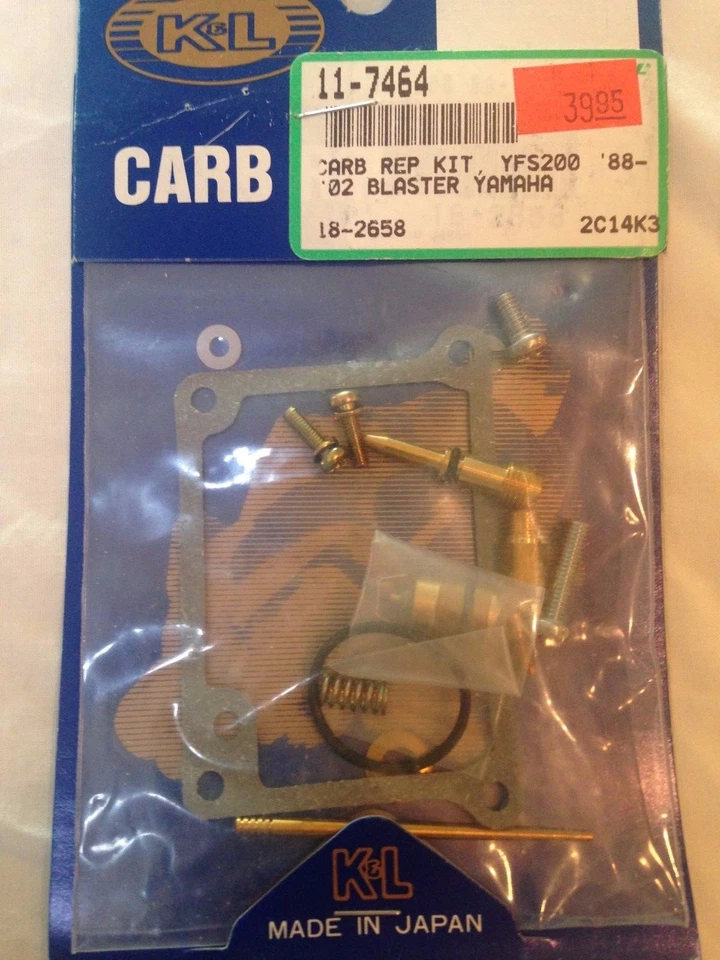 K&L
11-7464
39.95
CARB REP KIT, YFS200 '88-
'02 BLASTER YAMAHA
18-2658 2C14K3
CARB
K&L
MADE IN JAPAN